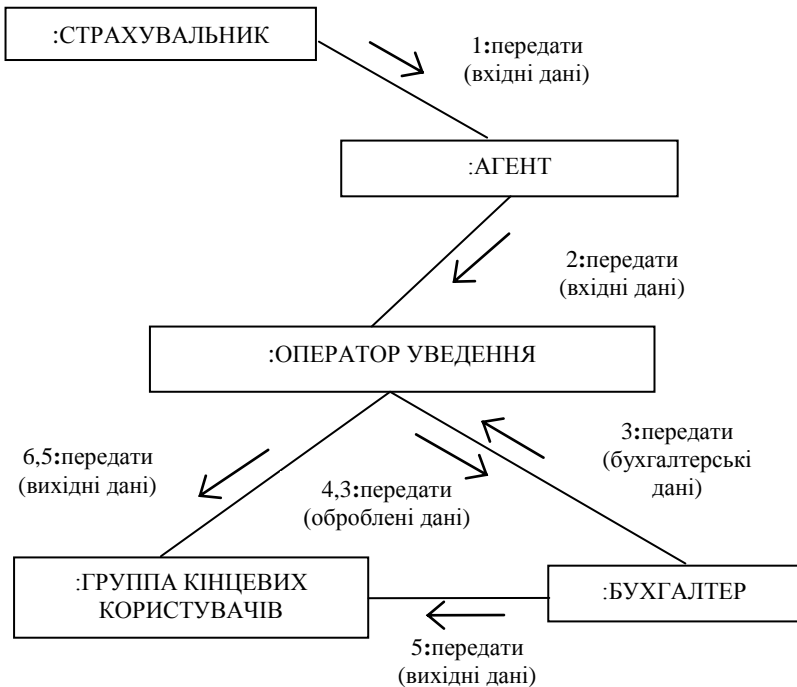 :СТРАХУВАЛЬНИК
1:передати
(вхідні дані)
:АГЕНТ
2:передати
(вхідні дані)
:ОПЕРАТОР УВЕДЕННЯ
3:передати
(бухгалтерські
дані)
6,5:передати
(вихідні дані)
4,3:передати
(оброблені дані)
:ГРУППА КІНЦЕВИХ
КОРИСТУВАЧІВ
:БУХГАЛТЕР
5:передати
(вихідні дані)